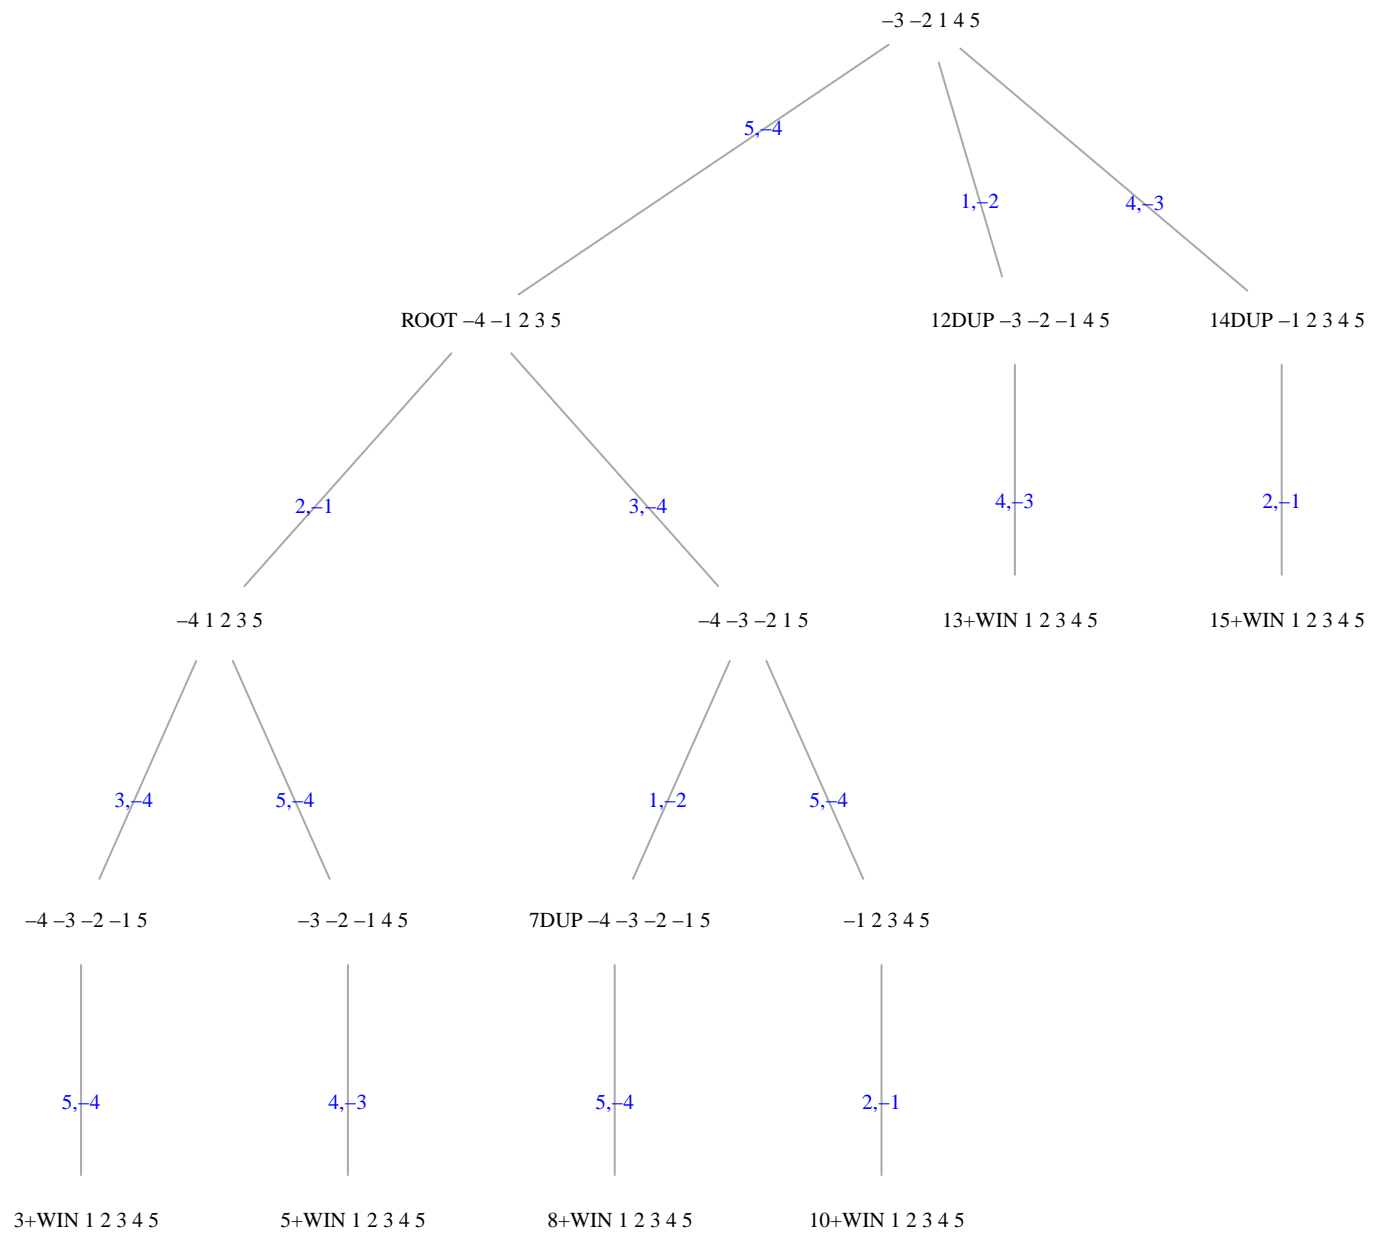 −3 −2 1 4 5
5,−4
1,−2
4,−3
ROOT −4 −1 2 3 5
12DUP −3 −2 −1 4 5
14DUP −1 2 3 4 5
2,−1
3,−4
4,−3
2,−1
−4 1 2 3 5
−4 −3 −2 1 5
13+WIN 1 2 3 4 5
15+WIN 1 2 3 4 5
3,−4
5,−4
1,−2
5,−4
−4 −3 −2 −1 5
−3 −2 −1 4 5
7DUP −4 −3 −2 −1 5
−1 2 3 4 5
5,−4
4,−3
5,−4
2,−1
3+WIN 1 2 3 4 5
5+WIN 1 2 3 4 5
8+WIN 1 2 3 4 5
10+WIN 1 2 3 4 5